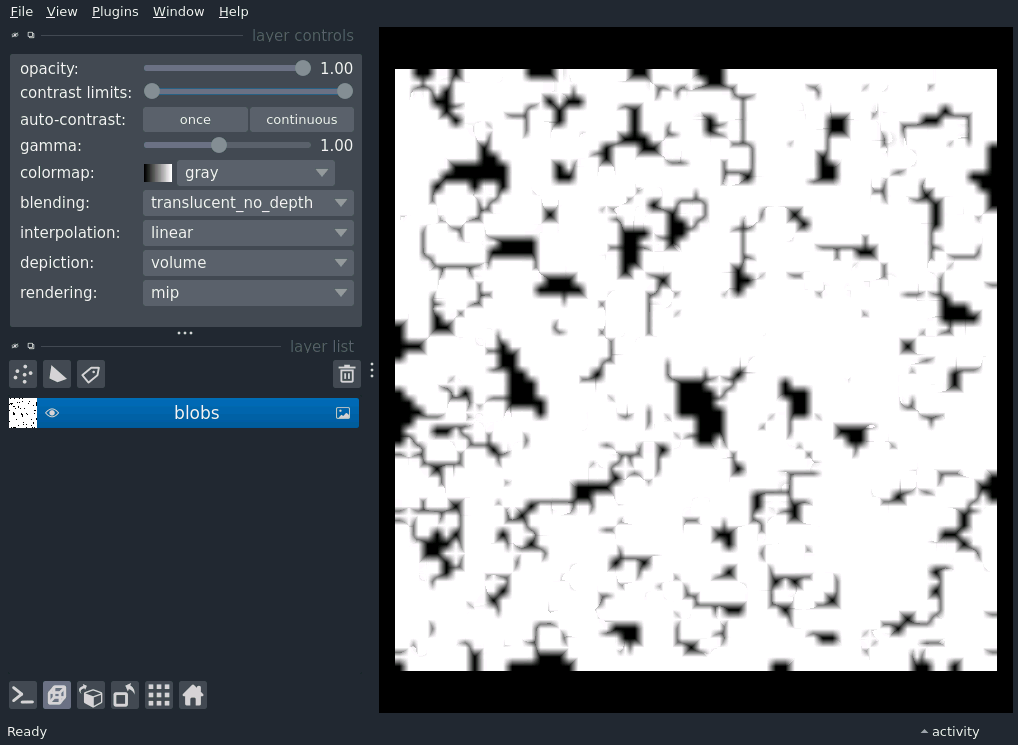 File View Plugins Window Help
layer controls
opacity: 1.00
contrast limits:
auto-contrast: once continuous
gamma: 1.00
colormap: gray
blending: translucent_no_depth
interpolation: linear
depiction: volume
rendering: mip
layer list
blobs
Ready activity